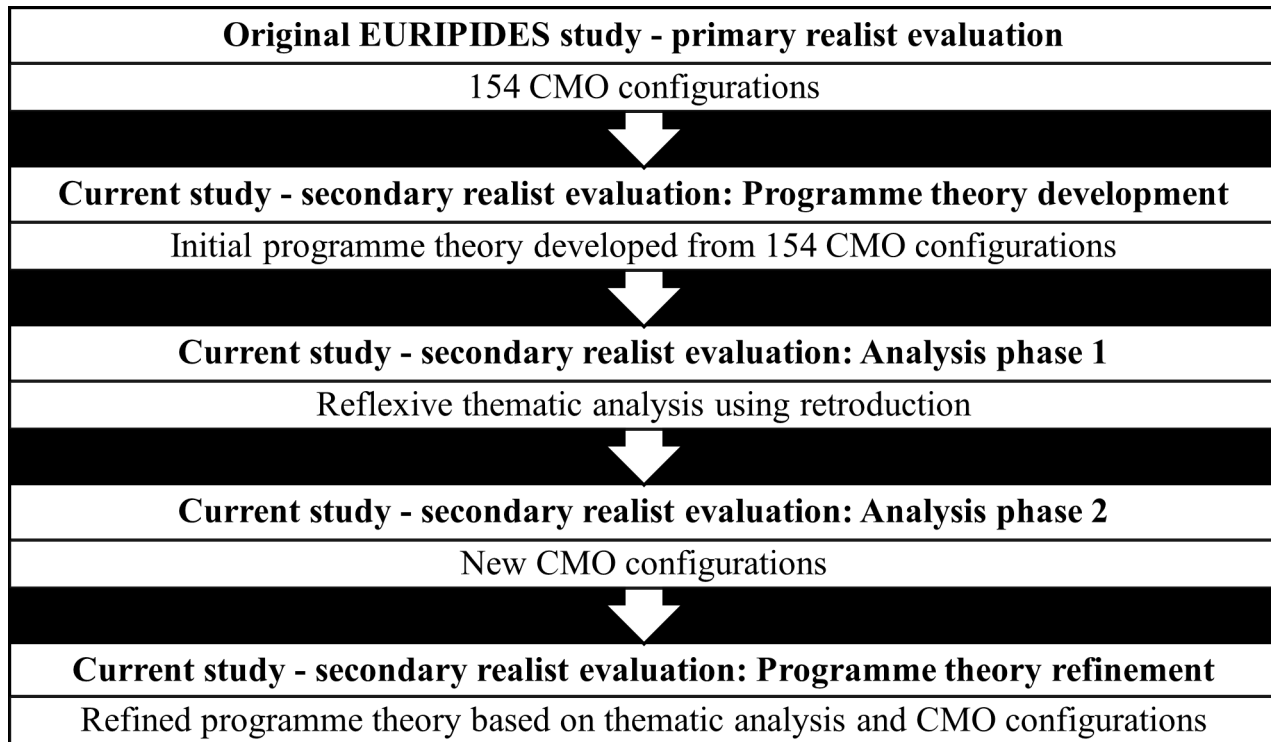 Original EURIPIDES study - primary realist evaluation
154 CMO configurations
Current study - secondary realist evaluation: Programme theory development
Initial programme theory developed from 154 CMO configurations
Current study - secondary realist evaluation: Analysis phase 1
Reflexive thematic analysis using retroduction
Current study - secondary realist evaluation: Analysis phase 2
New CMO configurations
Current study - secondary realist evaluation: Programme theory refinement
Refined programme theory based on thematic analysis and CMO configurations